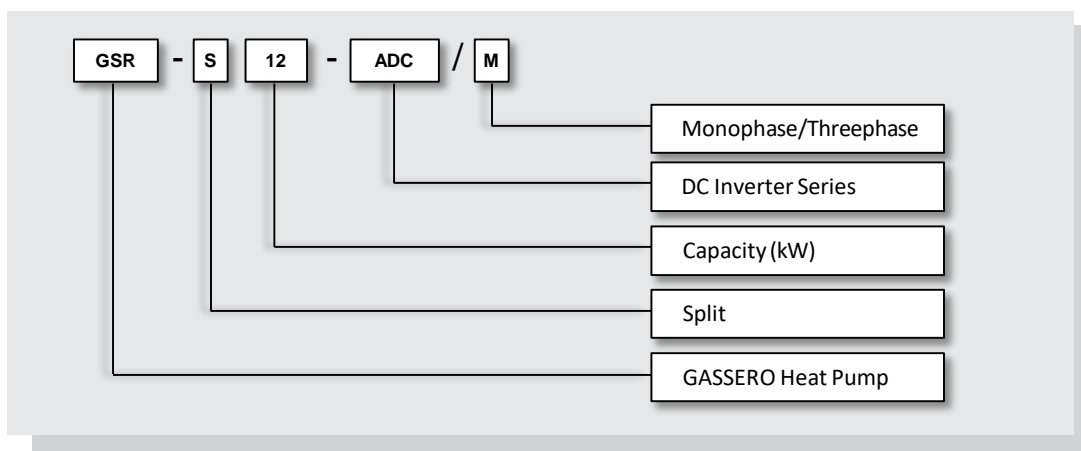 GSR - S 12 - ADC / M
Monophase/Threephase
DC Inverter Series
Capacity (kW)
Split
GASSERO Heat Pump